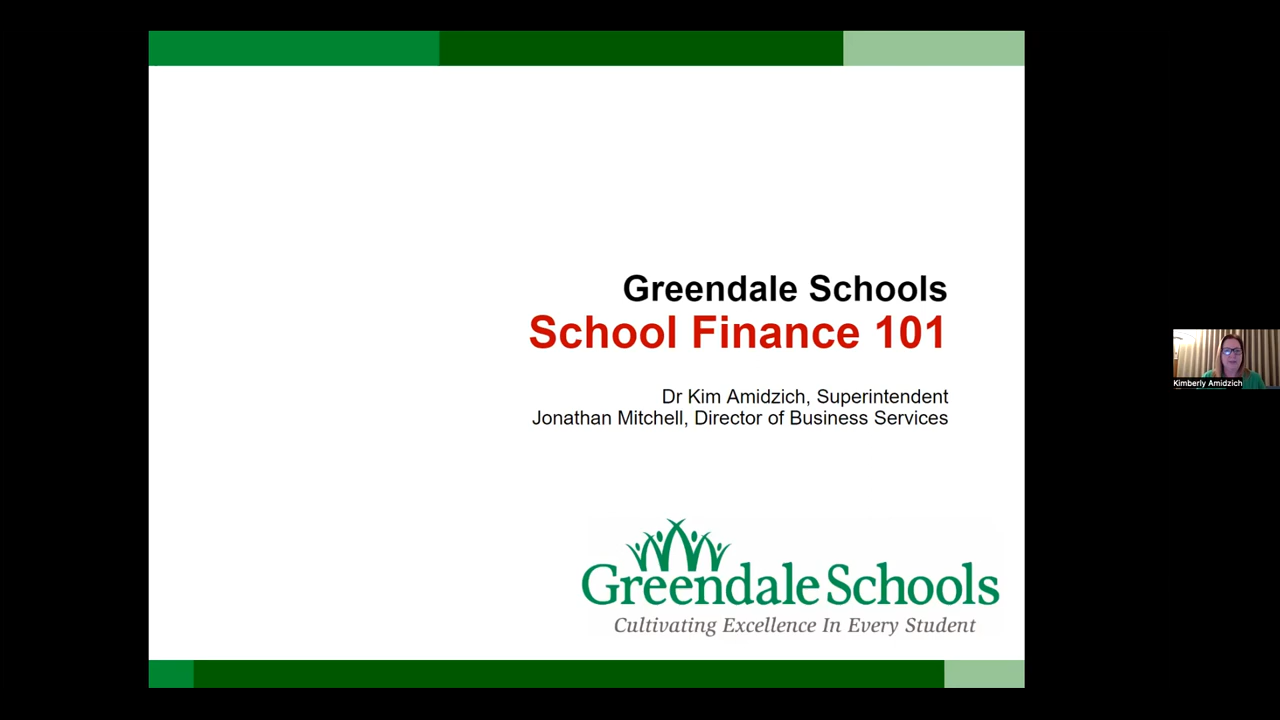 Greendale Schools
School Finance 101
Dr Kim Amidzich, Superintendent
Jonathan Mitchell, Director of Business Services
Greendale Schools
Cultivating Excellence In Every Student
Kimberly Amidzich